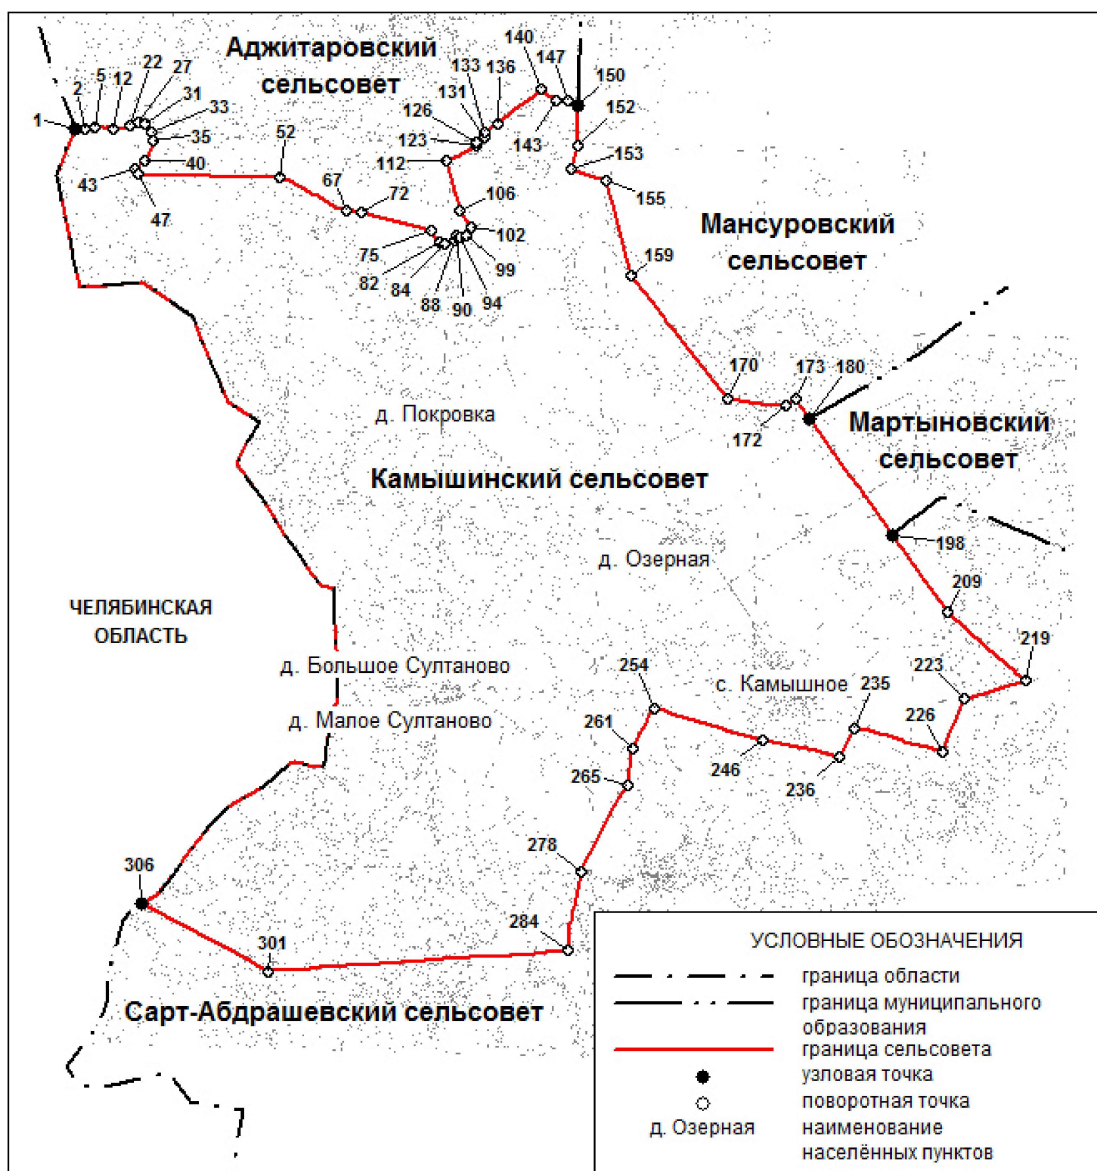 Аджитаровский
сельсовет
140
147
150
133
136
131
126
123
112
143
152
153
155
1
2
5
12
22
27
31
33
35
40
43
47
52
67
72
75
82
84
88
90
94
99
102
106
Мансуровский
сельсовет
159
170
172
173
180
Мартыновский
сельсовет
д. Покровка
Камышинский сельсовет
198
д. Озерная
209
ЧЕЛЯБИНСКАЯ
ОБЛАСТЬ
219
223
д. Большое Султаново
254
с. Камышное
235
226
д. Малое Султаново
261
246
236
265
278
306
284
301
Сарт-Абдрашевский сельсовет
УСЛОВНЫЕ ОБОЗНАЧЕНИЯ
граница области
граница муниципального
образования
граница сельсовета
узловая точка
поворотная точка
д. Озерная наименование
населённых пунктов